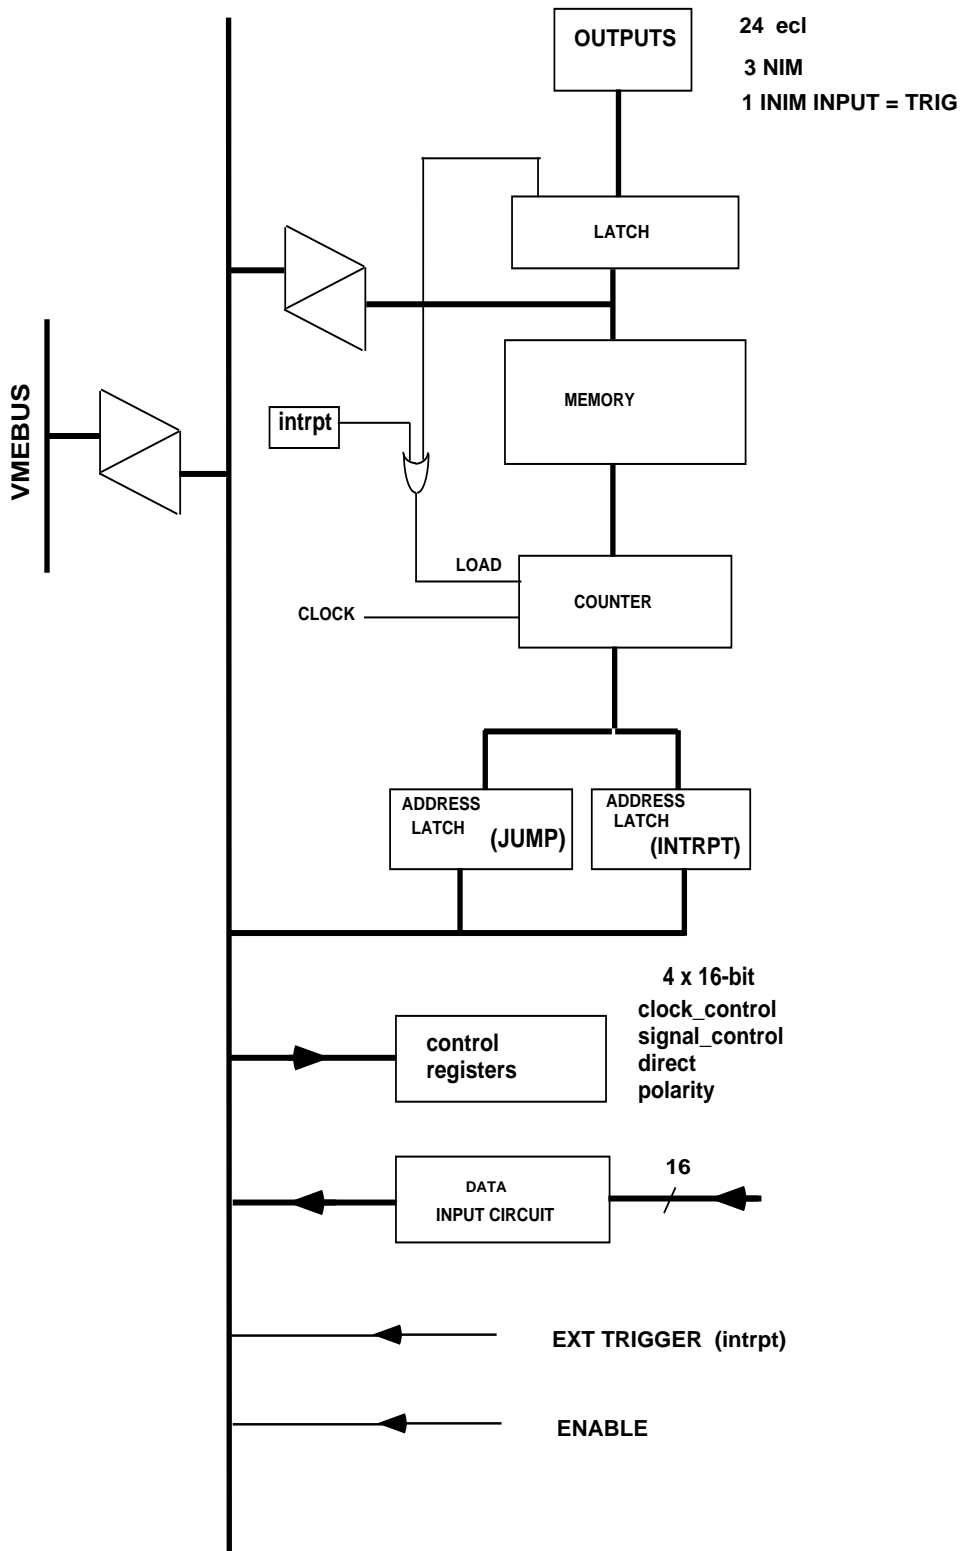 OUTPUTS
24 ecl
3 NIM
1 INIM INPUT = TRIG
LATCH
VMEBUS
MEMORY
intrpt
LOAD
COUNTER
CLOCK
ADDRESS
LATCH
(JUMP)
ADDRESS
LATCH
(INTRPT)
4 x 16-bit
clock_control
signal_control
direct
polarity
control
registers
16
DATA
INPUT CIRCUIT
EXT TRIGGER (intrpt)
ENABLE